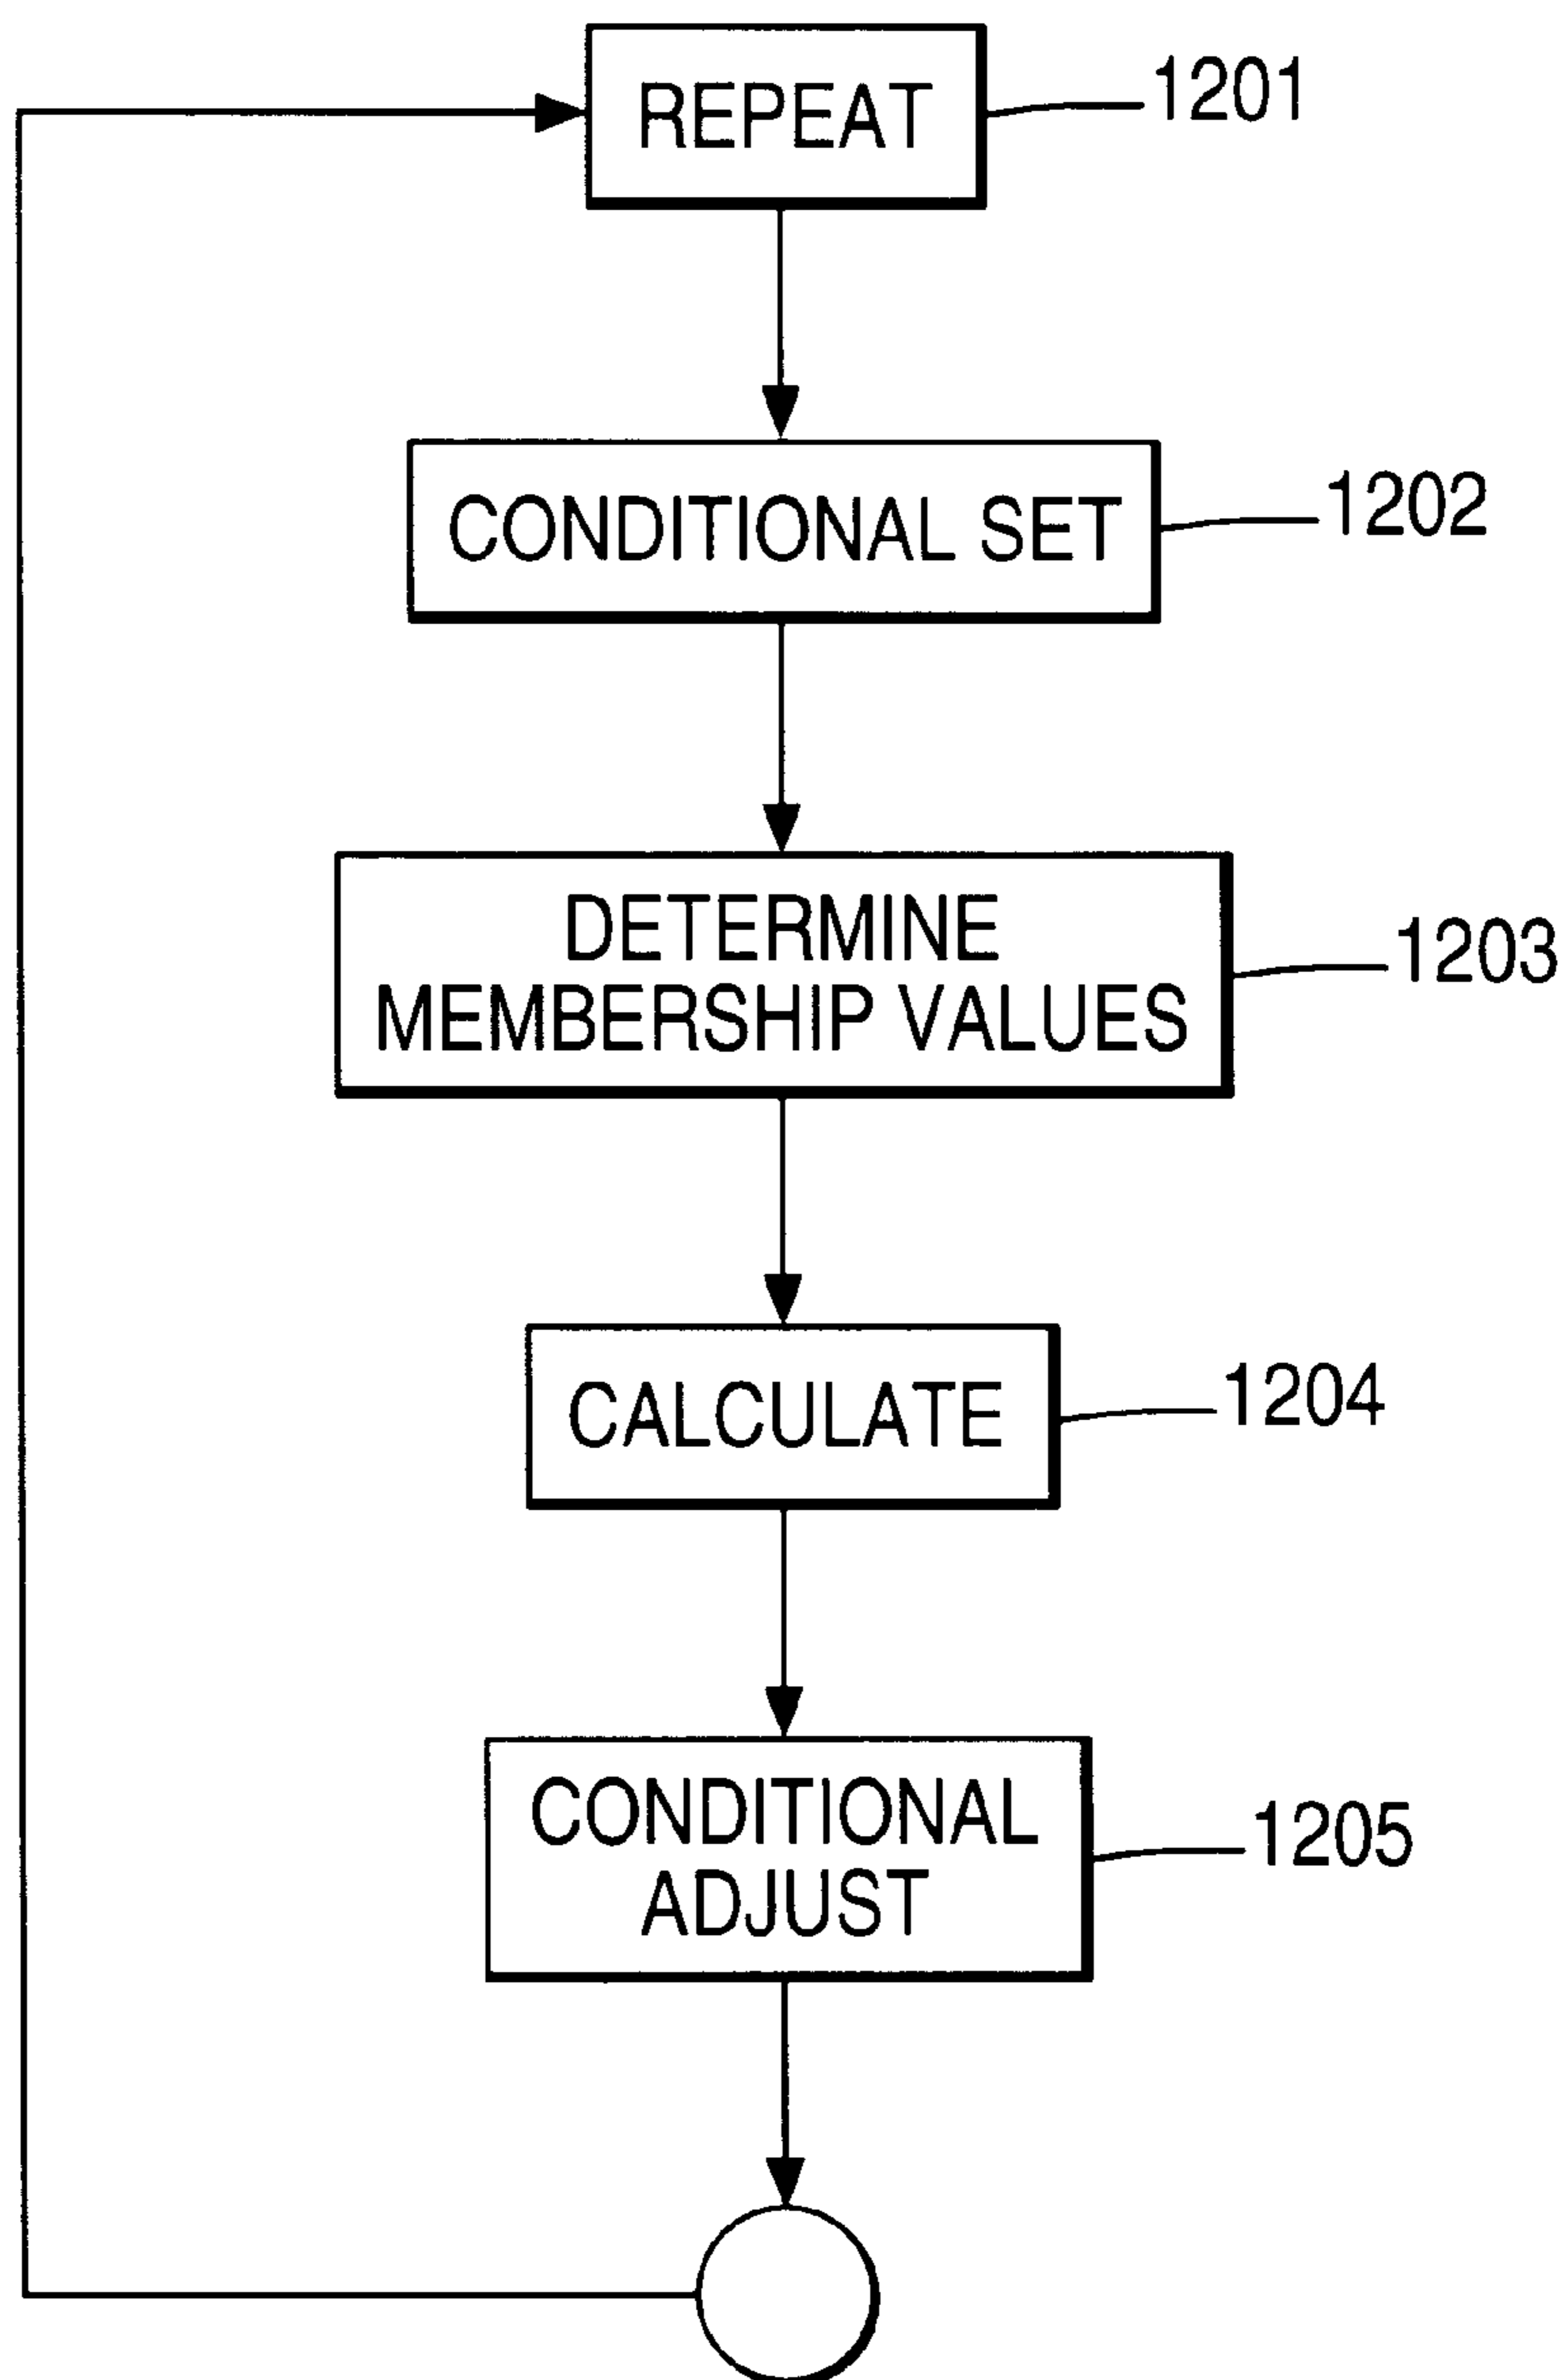 REPEAT
1201
CONDITIONAL SET
1202
DETERMINE
MEMBERSHIP VALUES
1203
CALCULATE
1204
CONDITIONAL
ADJUST
1205